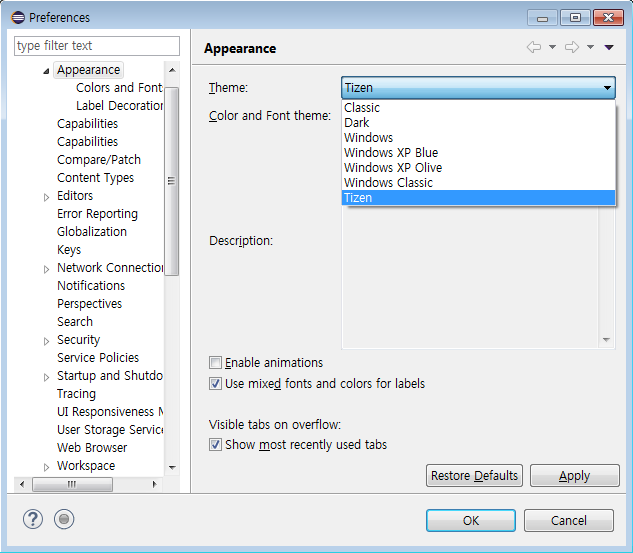 Preferences
type filter text
Appearance
Colors and Font
Label Decoration
Capabilities
Capabilities
Compare/Patch
Content Types
Editors
Error Reporting
Globalization
Keys
Network Connection
Notifications
Perspectives
Search
Security
Service Policies
Startup and Shutdo
Tracing
UI Responsiveness M
User Storage Service
Web Browser
Workspace
Appearance
Theme:
Tizen
Classic
Dark
Windows
Windows XP Blue
Windows XP Olive
Windows Classic
Tizen
Color and Font theme:
Description:
Enable animations
Use mixed fonts and colors for labels
Visible tabs on overflow:
Show most recently used tabs
Restore Defaults
Apply
OK
Cancel